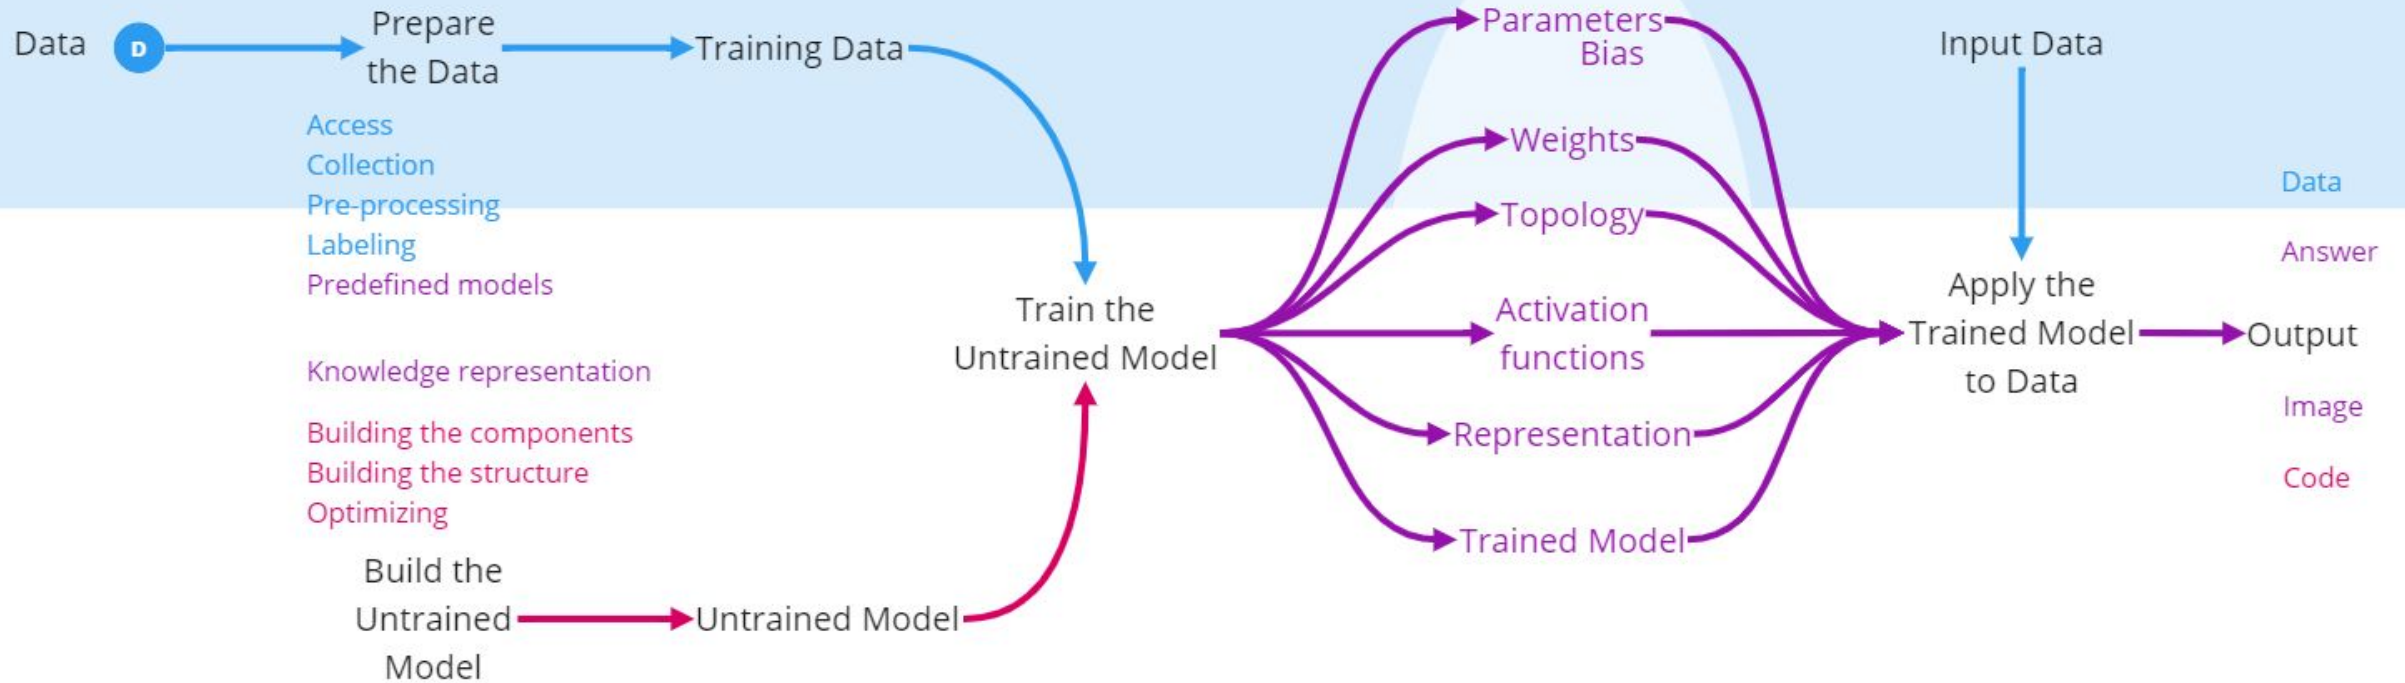 Data
D
Prepare
the Data
Training Data
Access
Collection
Pre-processing
Labeling
Predefined models
Knowledge representation
Building the components
Building the structure
Optimizing
Build the
Untrained
Model
Untrained Model
Train the
Untrained Model
Parameters
Bias
Weights
Topology
Activation
functions
Representation
Trained Model
Input Data
Apply the
Trained Model
to Data
Data
Answer
Output
Image
Code